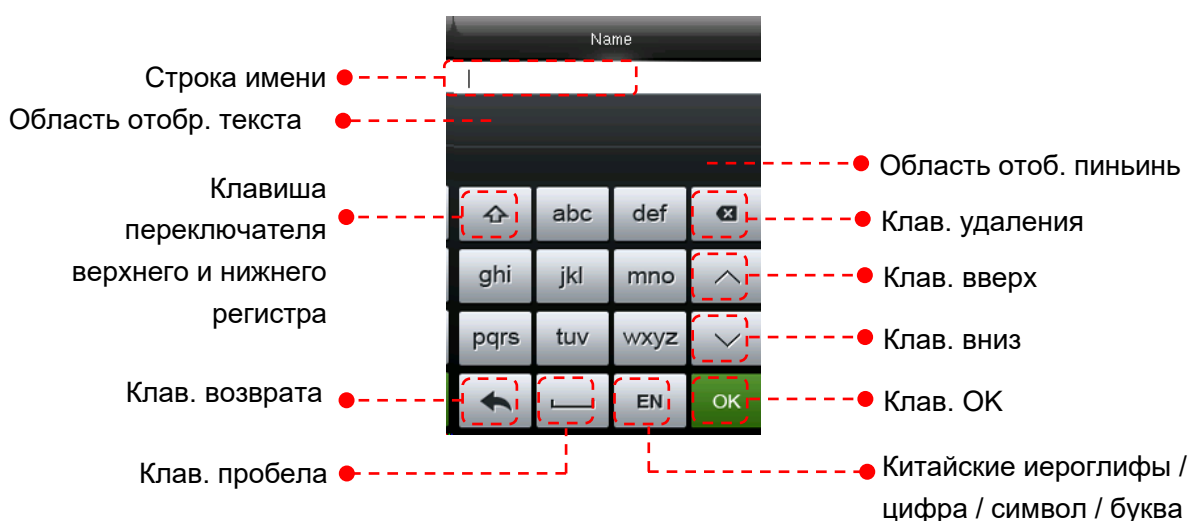 Name
Строка имени
Область отобр. текста
Область отоб. пиньинь
Клавиша
переключателя
верхнего и нижнего
регистра
abc def
Клав. удаления
ghi jkl mno
Клав. вверх
pqrs tuv wxyz
Клав. вниз
Клав. возврата
EN OK
Клав. OK
Клав. пробела
Китайские иероглифы /
цифра / символ / буква